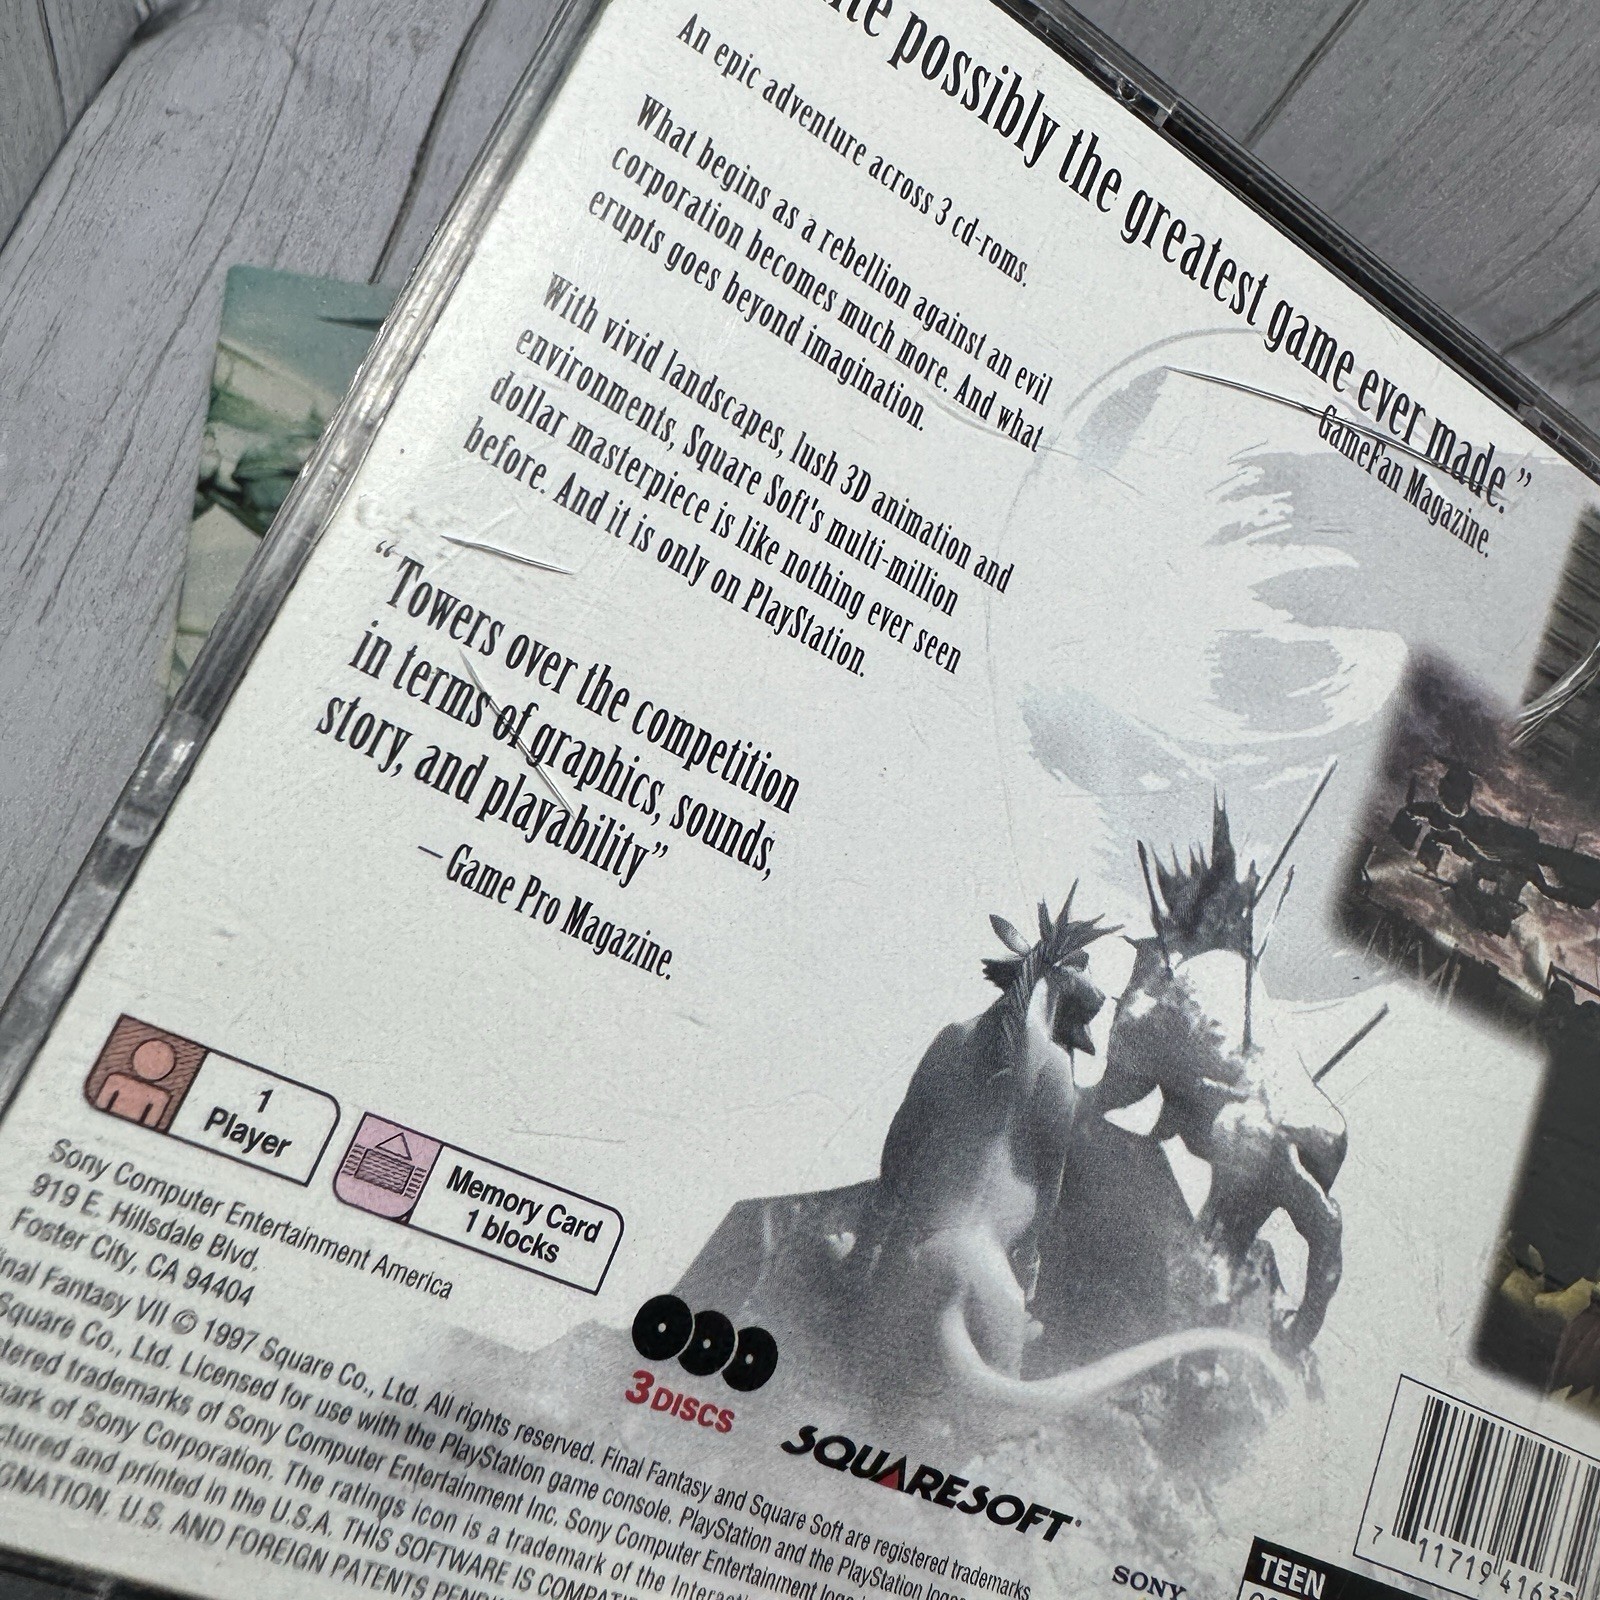 possibly the greatest game ever made."
GameFan Magazine.
An epic adventure across 3 cd-roms.
What begins as a rebellion against an evil
corporation becomes much more. And what
erupts goes beyond imagination.
With vivid landscapes, lush 3D animation and
environments, Square Soft's multi-million
dollar masterpiece is like nothing ever seen
before. And it is only on PlayStation.
"Towers over the competition
in terms of graphics, sounds,
story, and playability"
—Game Pro Magazine.
1
Player
Memory Card
1 blocks
Sony Computer Entertainment America
919 E. Hillsdale Blvd.
Foster City, CA 94404
Fantasy VII © 1997 Square Co., Ltd. All rights reserved. Final Fantasy and Square Soft are registered trademarks
Square Co., Ltd. Licensed for use with the PlayStation game console. PlayStation and the PlayStation
trademarks of Sony Computer Entertainment Inc. Sony Computer Entertainment
of Sony Corporation. The ratings icon is a trademark of the
and printed in the U.S.A. THIS SOFTWARE IS
U.S. AND FOREIGN PATENTS
3 DISCS
SQUARESOFT
SONY
TEEN
7 11719 4163